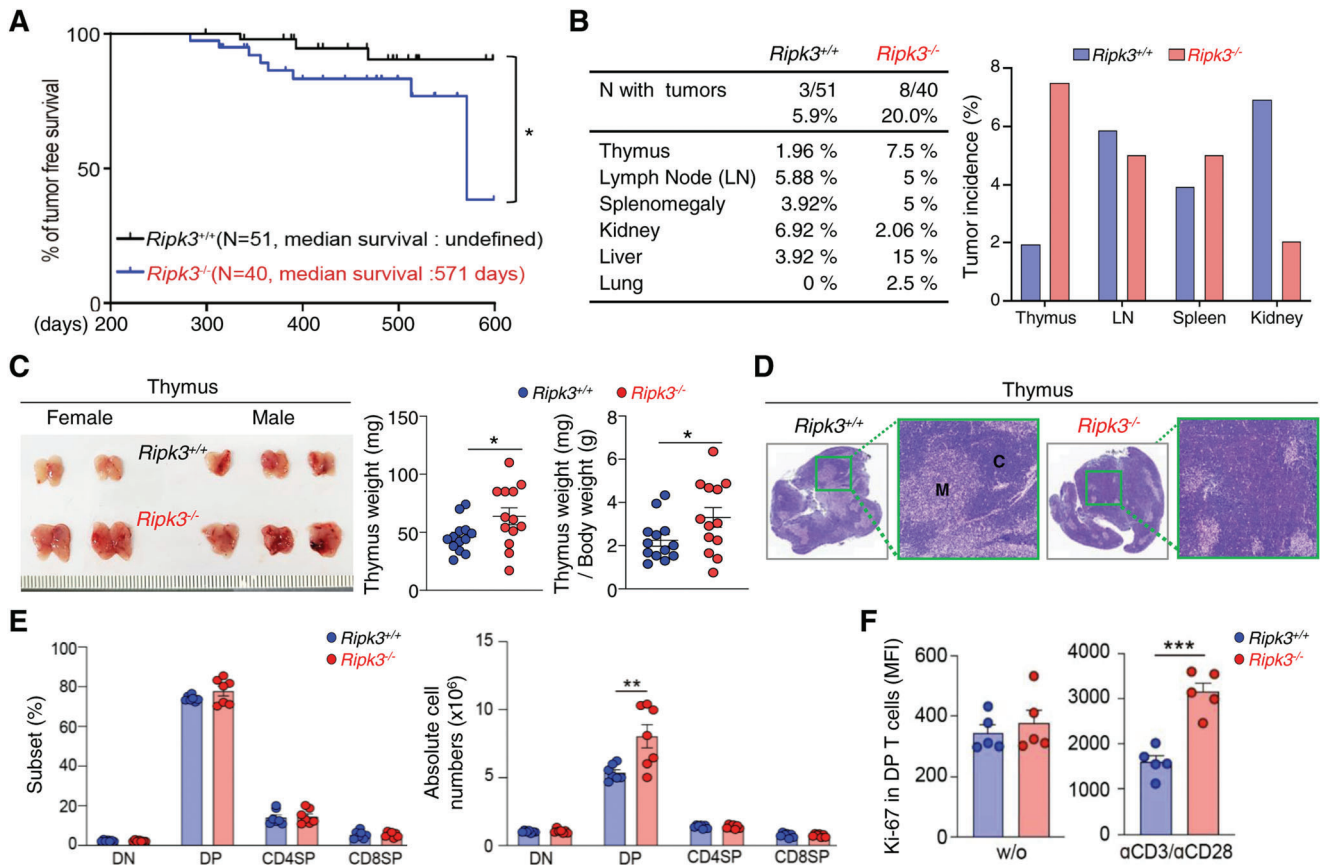 A
% of tumor free survival
100
50
0
Ripk3+/+(N=51, median survival : undefined)
Ripk3-/-(N=40, median survival :571 days)
*
(days)
200 300 400 500 600
B
Ripk3+/+ Ripk3-/-
N with tumors 3/51 8/40
5.9% 20.0%
Thymus 1.96 % 7.5 %
Lymph Node (LN) 5.88 % 5 %
Splenomegaly 3.92% 5 %
Kidney 6.92 % 2.06 %
Liver 3.92 % 15 %
Lung 0 % 2.5 %
Ripk3+/+ Ripk3-/-
Tumor incidence (%)
8
6
4
2
0
Thymus LN Spleen Kidney
C
Thymus
Female Male
Ripk3+/+
Ripk3-/-
Ripk3+/+ Ripk3-/-
Thymus weight (mg)
150
100
50
0
*
Thymus weight (mg)
/ Body weight (g)
8
6
4
2
0
*
D
Thymus
Ripk3+/+ Ripk3-/-
C
M
E
Ripk3+/+
Ripk3-/-
Subset (%)
100
80
60
40
20
0
DN DP CD4SP CD8SP
Absolute cell
numbers (x10⁶)
15
10
5
0
**
DN DP CD4SP CD8SP
F
Ripk3+/+
Ripk3-/-
Ki-67 in DP T cells (MFI)
600
400
200
0
w/o
4000
3000
2000
1000
0
***
αCD3/αCD28